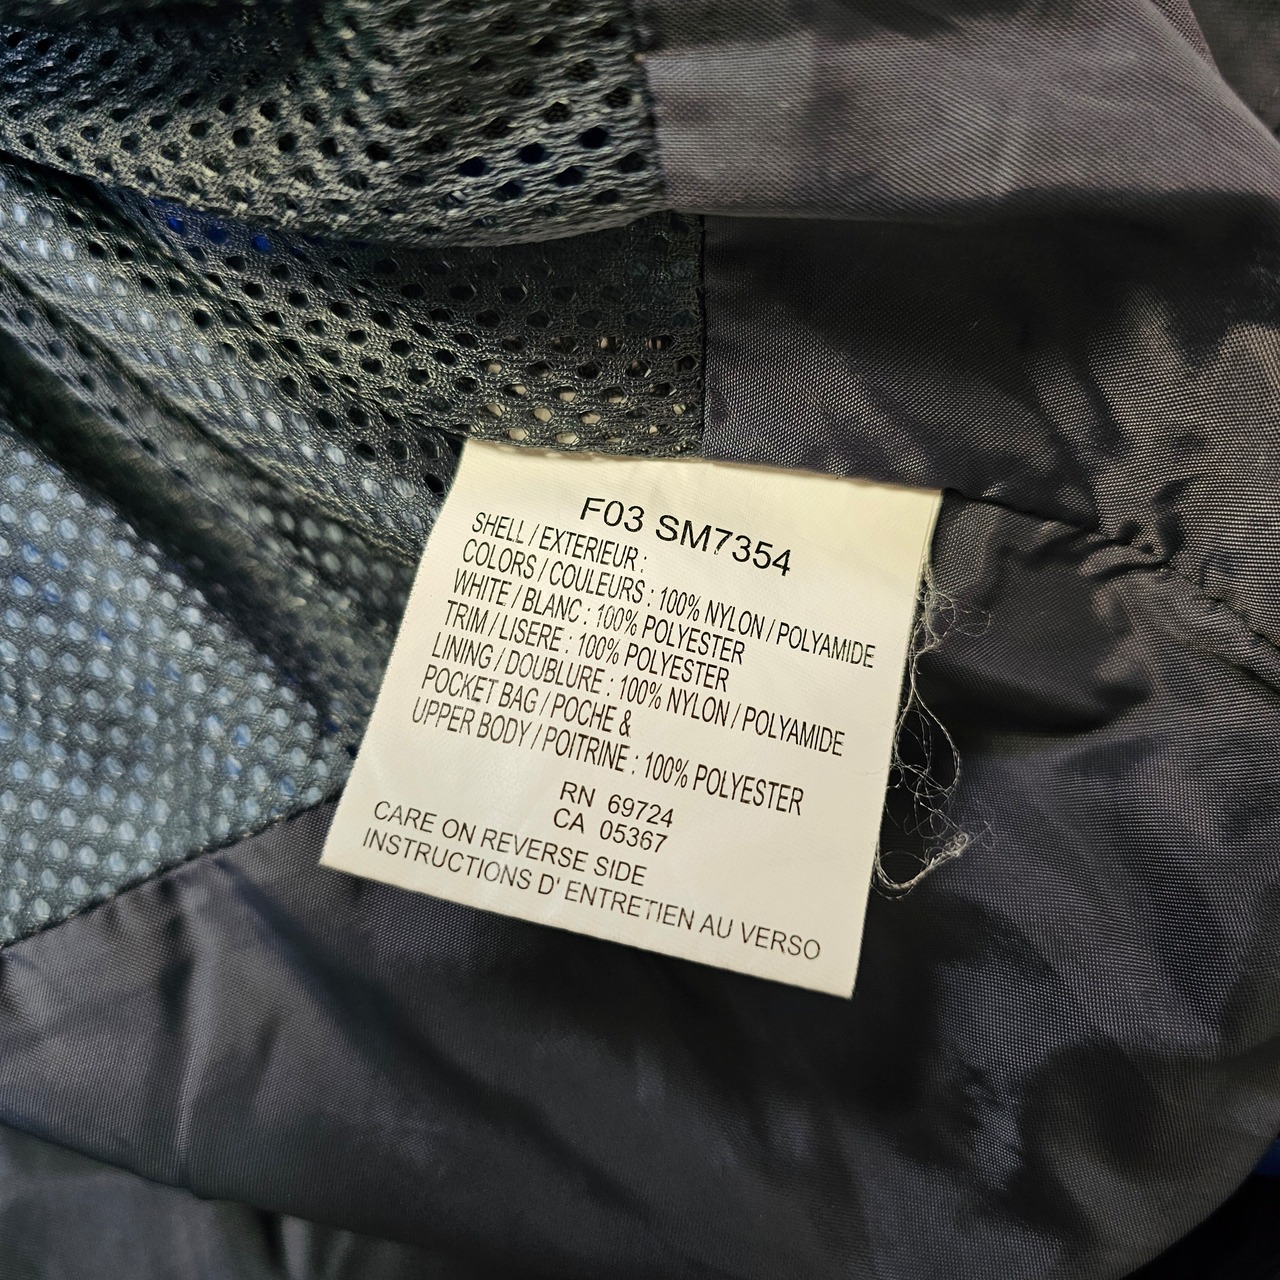 F03 SM7354
SHELL / EXTERIEUR :
COLORS / COULEURS : 100% NYLON / POLYAMIDE
WHITE / BLANC : 100% POLYESTER
TRIM / LISERE : 100% POLYESTER
LINING / DOUBLURE : 100% NYLON / POLYAMIDE
POCKET BAG / POCHE &
UPPER BODY / POITRINE : 100% POLYESTER
RN 69724
CA 05367
CARE ON REVERSE SIDE
INSTRUCTIONS D' ENTRETIEN AU VERSO